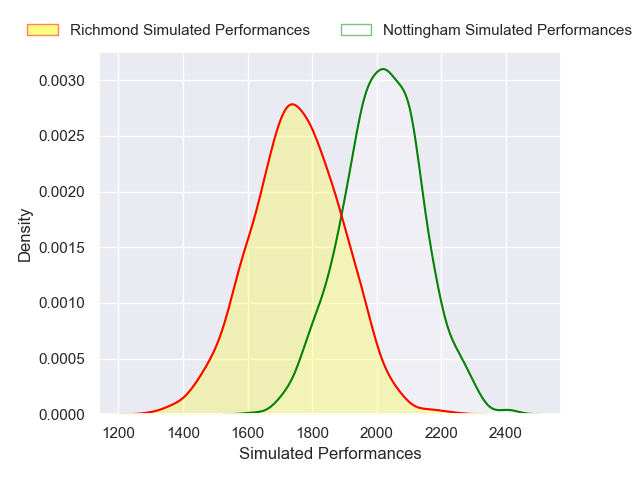 Richmond Simulated Performances Nottingham Simulated Performances
0.0030
0.0025
0.0020
0.0015
0.0010
0.0005
0.0000
Density
1200 1400 1600 1800 2000 2200 2400
Simulated Performances